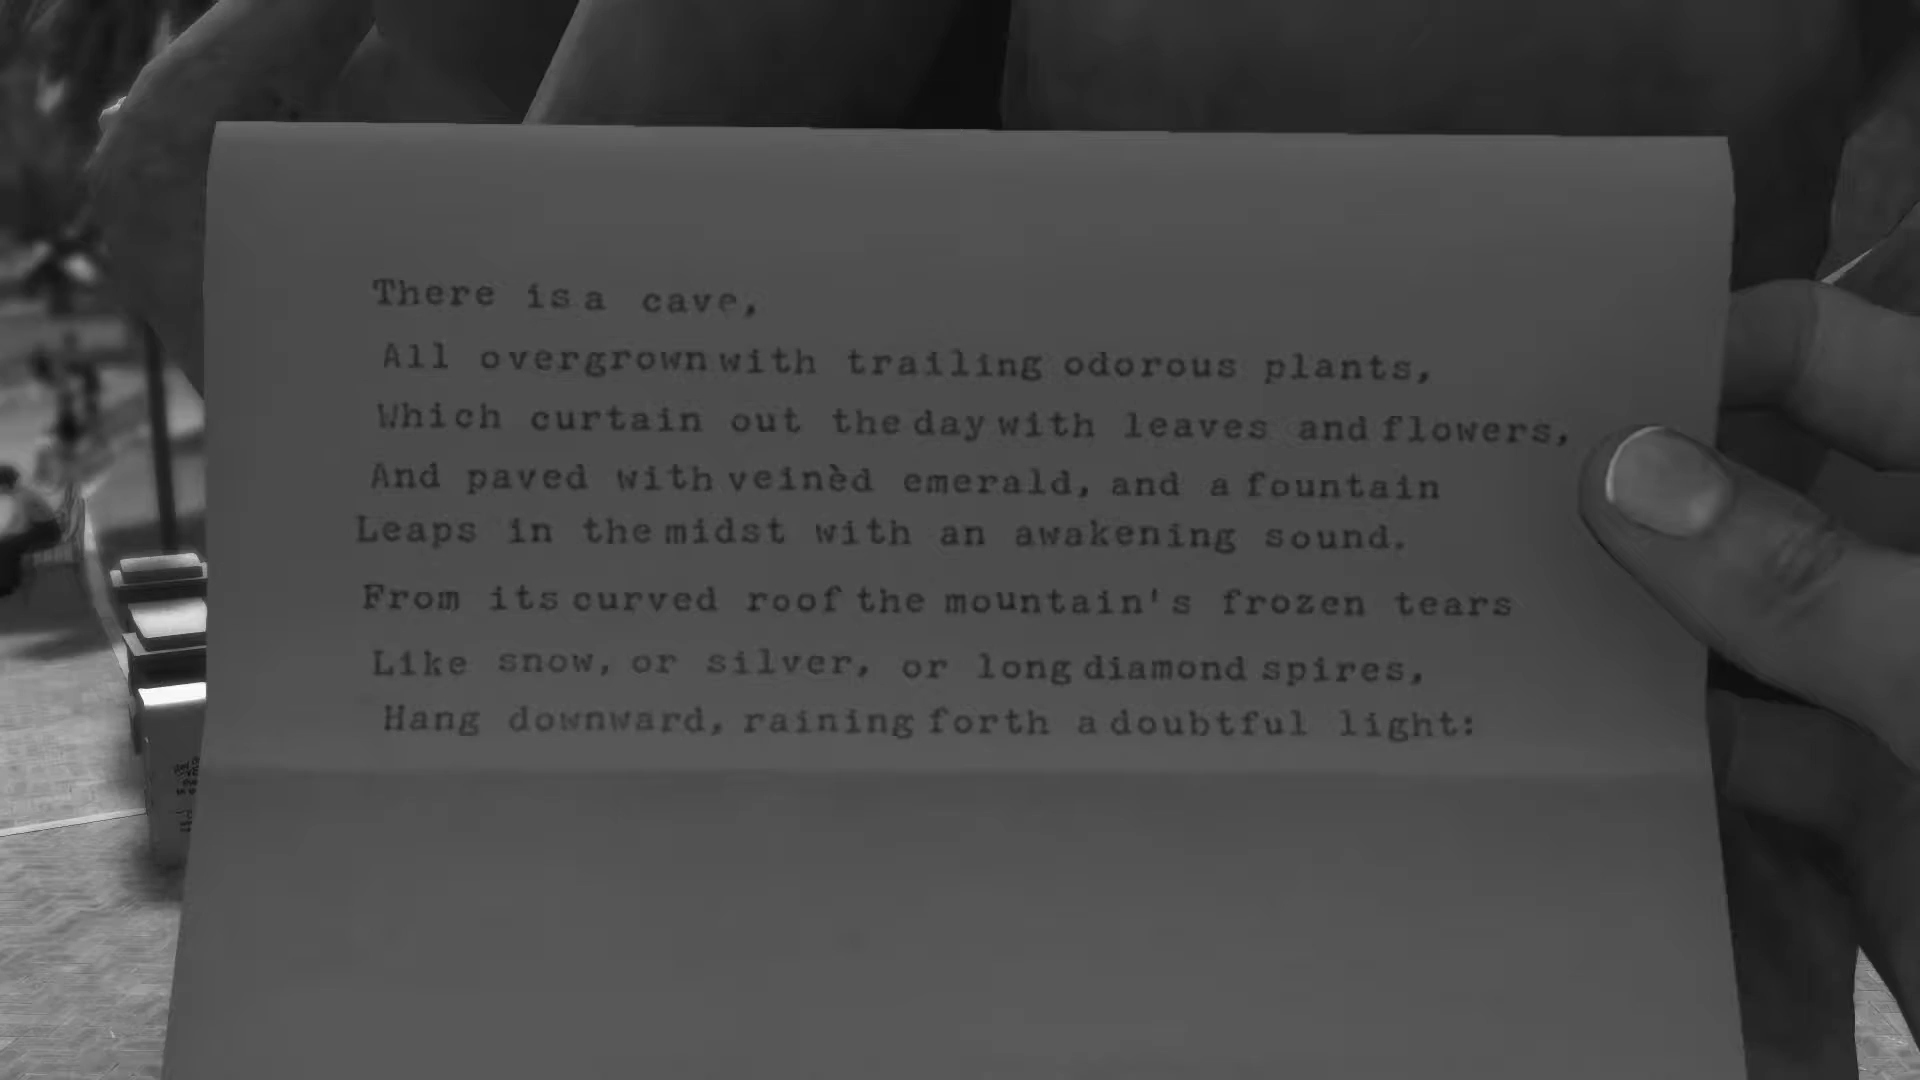 There is a cave,
All overgrown with trailing odorous plants,
Which curtain out the day with leaves and flowers,
And paved with veinèd emerald, and a fountain
Leaps in the midst with an awakening sound.
From its curved roof the mountain's frozen tears
Like snow, or silver, or long diamond spires,
Hang downward, raining forth a doubtful light: